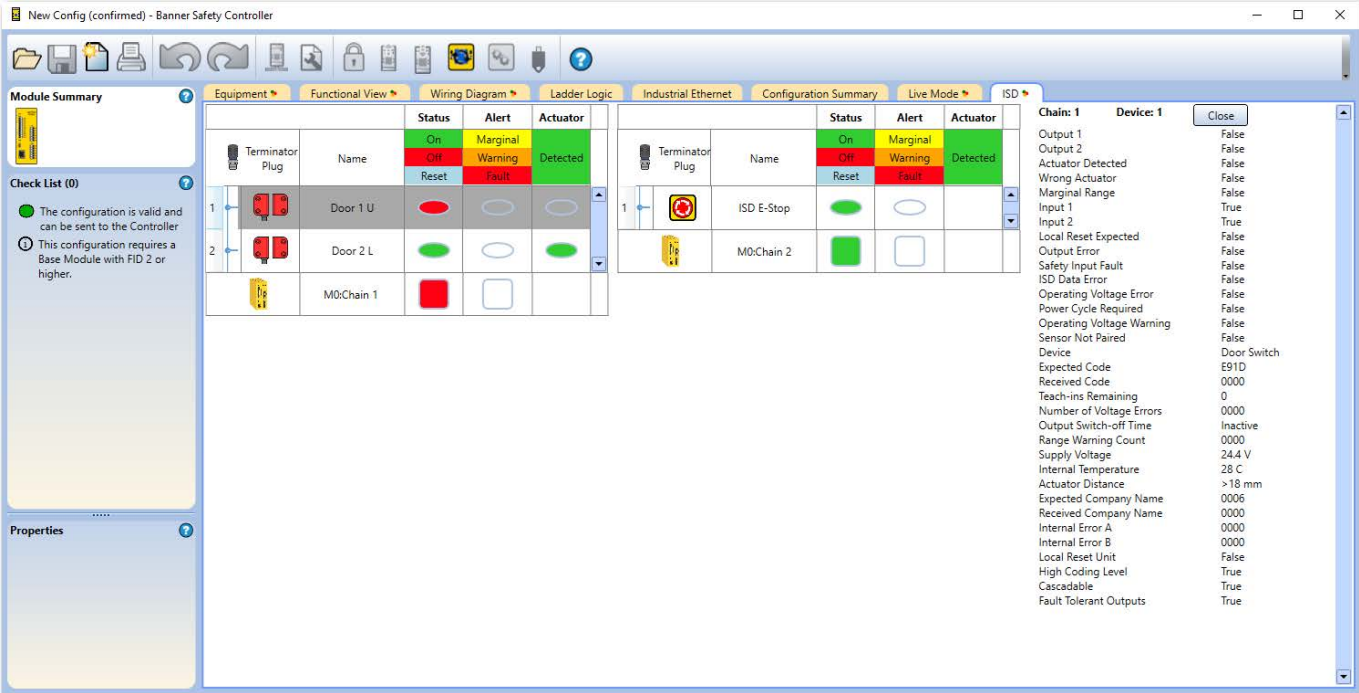 New Config (confirmed) - Banner Safety Controller
Module Summary
Check List (0)
The configuration is valid and
can be sent to the Controller
This configuration requires a
Base Module with FID 2 or
higher.
Properties
Equipment
Functional View
Wiring Diagram
Ladder Logic
Industrial Ethernet
Configuration Summary
Live Mode
ISD
Status Alert Actuator
Terminator
Plug
Name
On Marginal
Off Warning Detected
Reset Fault
1 Door 1 U
2 Door 2 L
M0:Chain 1
Status Alert Actuator
Terminator
Plug
Name
On Marginal
Off Warning Detected
Reset Fault
1 ISD E-Stop
M0:Chain 2
Chain: 1 Device: 1 Close
Output 1 False
Output 2 False
Actuator Detected False
Wrong Actuator False
Marginal Range False
Input 1 True
Input 2 True
Local Reset Expected False
Output Error False
Safety Input Fault False
ISD Data Error False
Operating Voltage Error False
Power Cycle Required False
Operating Voltage Warning False
Sensor Not Paired False
Device Door Switch
Expected Code E91D
Received Code 0000
Teach-ins Remaining 0
Number of Voltage Errors 0000
Output Switch-off Time Inactive
Range Warning Count 0000
Supply Voltage 24.4 V
Internal Temperature 28 C
Actuator Distance >18 mm
Expected Company Name 0006
Received Company Name 0000
Internal Error A 0000
Internal Error B 0000
Local Reset Unit False
High Coding Level True
Cascadable True
Fault Tolerant Outputs True